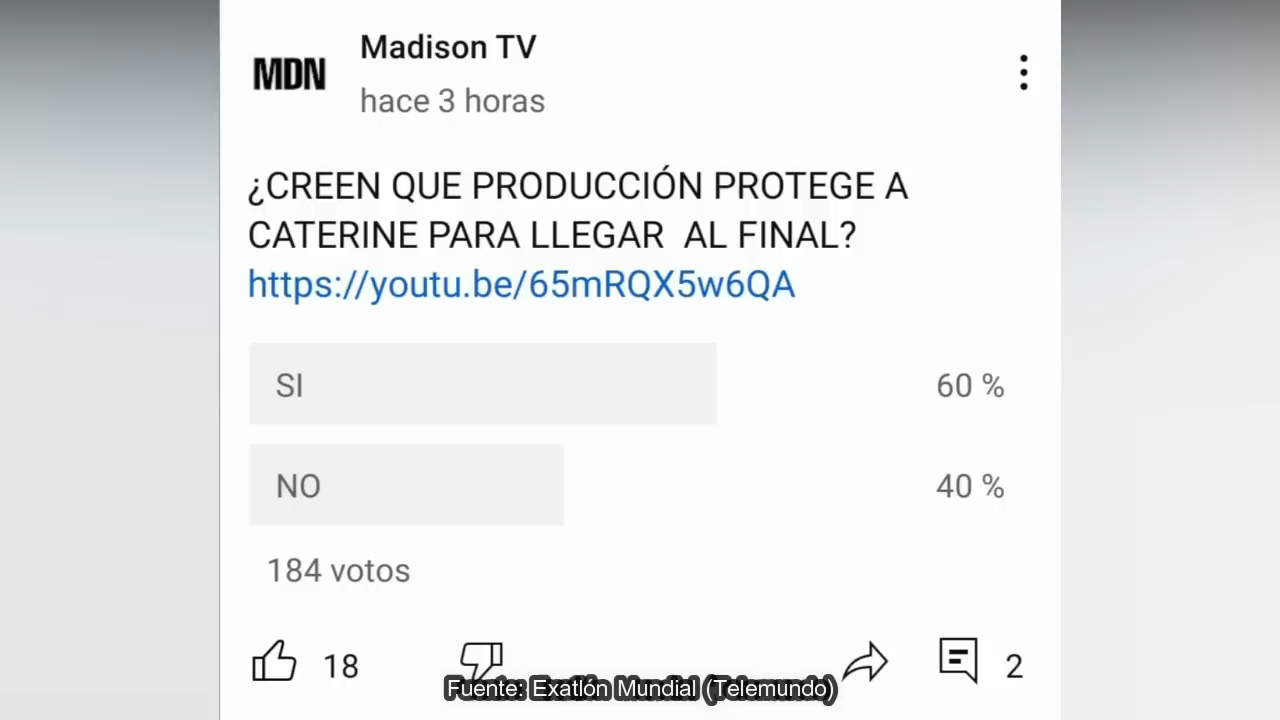 MDN
Madison TV
hace 3 horas
¿CREEN QUE PRODUCCIÓN PROTEGE A
CATERINE PARA LLEGAR  AL FINAL?
https://youtu.be/65mRQX5w6QA
SI 60 %
NO 40 %
184 votos
18 2
Fuente: Exatlón Mundial (Telemundo)